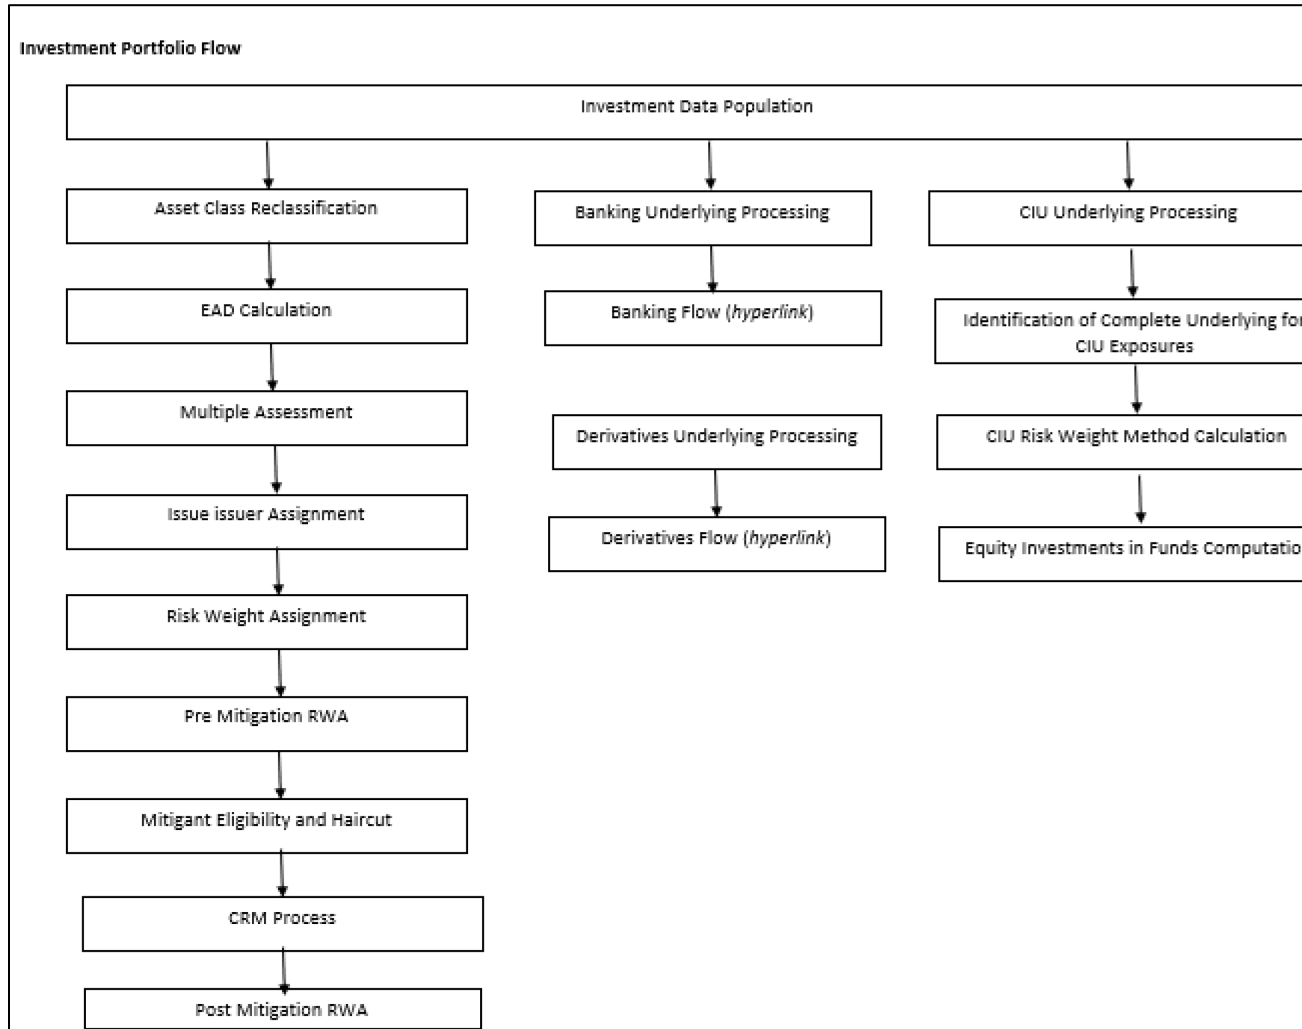 Investment Portfolio Flow
Investment Data Population
Asset Class Reclassification
EAD Calculation
Multiple Assessment
Issue issuer Assignment
Risk Weight Assignment
Pre Mitigation RWA
Mitigant Eligibility and Haircut
CRM Process
Post Mitigation RWA
Banking Underlying Processing
Banking Flow (hyperlink)
Derivatives Underlying Processing
Derivatives Flow (hyperlink)
CIU Underlying Processing
Identification of Complete Underlying for
CIU Exposures
CIU Risk Weight Method Calculation
Equity Investments in Funds Computatio